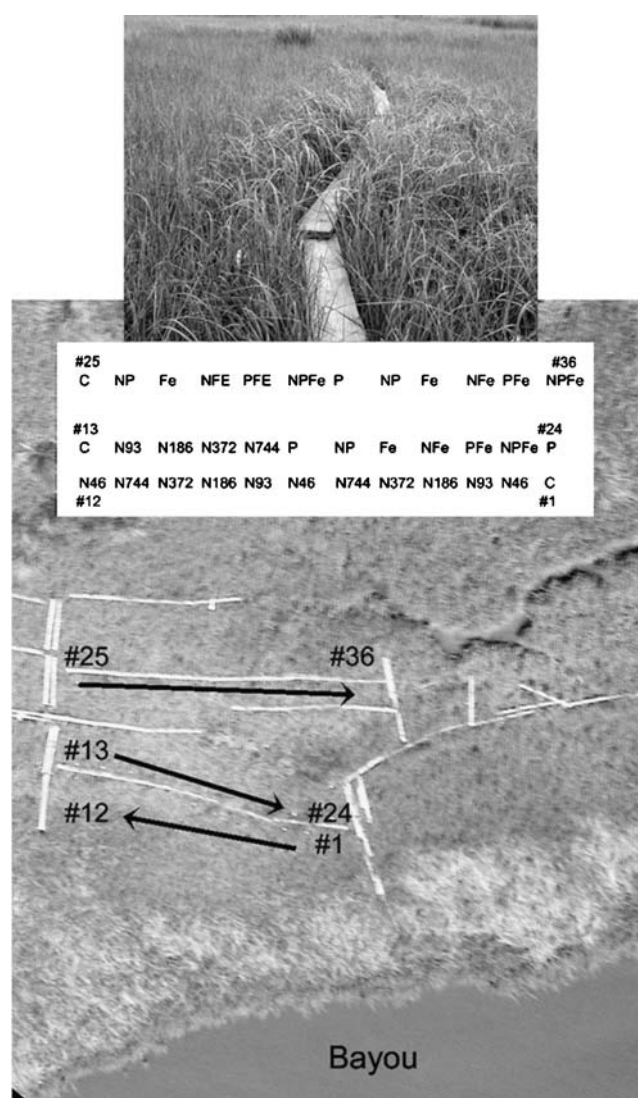 #25 #36
C NP Fe NFE PFE NPFe P NP Fe NFe PFe NPFe
#13 #24
C N93 N186 N372 N744 P NP Fe NFe PFe NPFe P
N46 N744 N372 N186 N93 N46 N744 N372 N186 N93 N46 C
#12 #1
#25 #36
#13
#12 #24
#1
Bayou